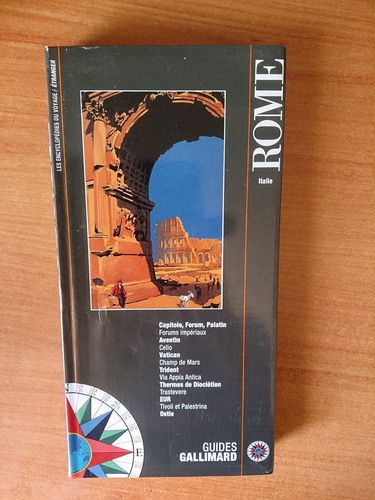 LES ENCYCLOPÉDIES DU VOYAGE / ÉTRANGER
ROME
Italie
Capitole, Forum, Palatin
Forums Impériaux
Aventin
Celio
Vatican
Champ de Mars
Trident
Via Appia Antica
Thermes de Dioclétien
Trastevere
EUR
Tivoli et Palestrina
Ostie
E
GUIDES
GALLIMARD